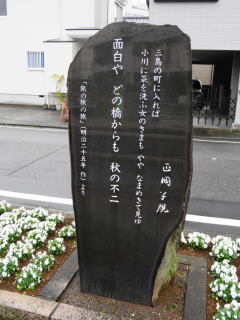 三島の町に入れば
小川に菜を洗ふ女のさまも やや なまめきて見ゆ
面白や どの橋からも 秋の不二
正岡子規
「旅の旅の旅」(明治二十五年作)より